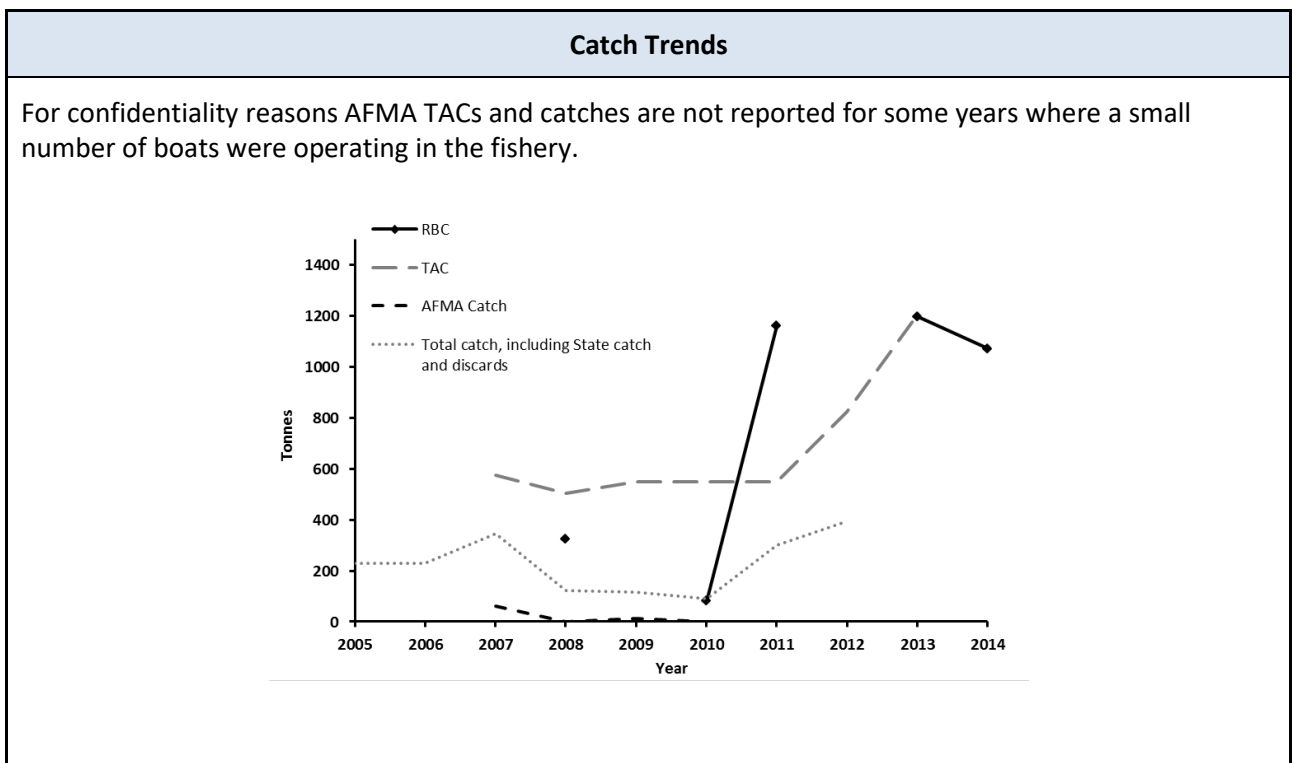 Catch Trends
For confidentiality reasons AFMA TACs and catches are not reported for some years where a small
number of boats were operating in the fishery.
RBC
TAC
AFMA Catch
Total catch, including State catch
and discards
1400
1200
1000
800
600
400
200
0
Tonnes
2005 2006 2007 2008 2009 2010 2011 2012 2013 2014
Year